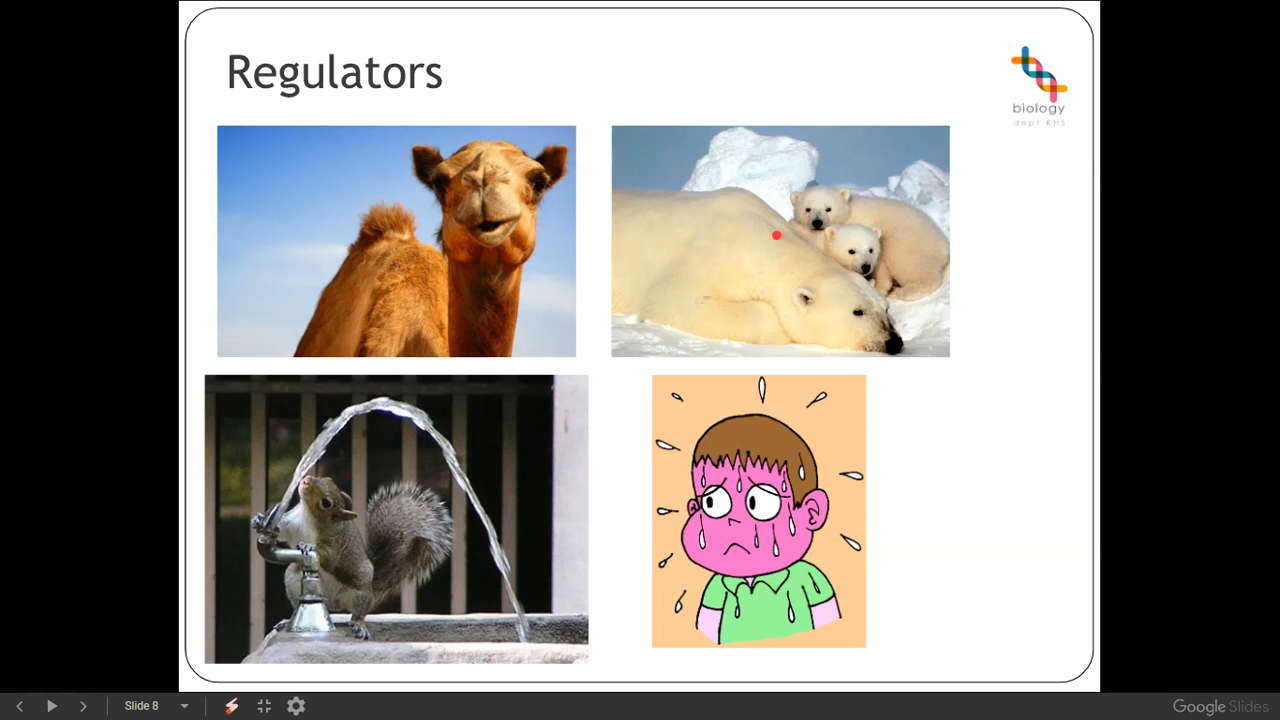 Regulators
biology
dept KHS
Slide 8
Google Slides